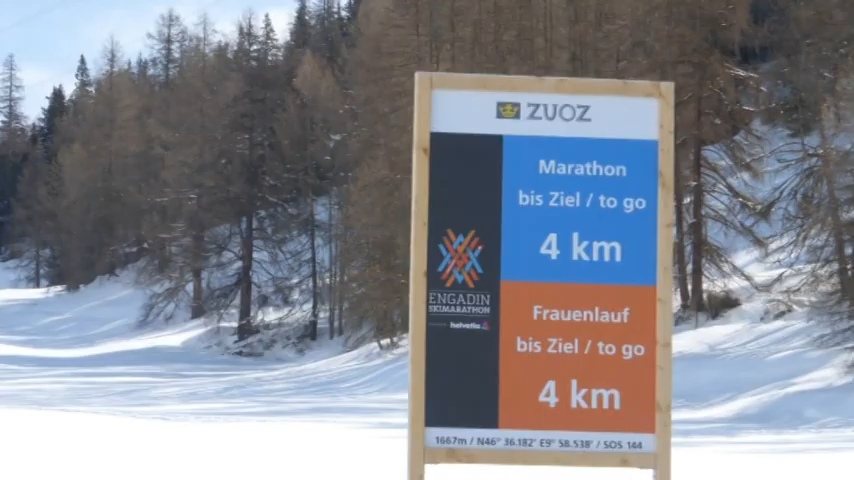 ZUOZ
Marathon
bis Ziel / to go
4 km
ENGADIN
SKIMARATHON
helvetia
Frauenlauf
bis Ziel / to go
4 km
1667m / N46° 36.182' E9° 58.538' / SOS 144